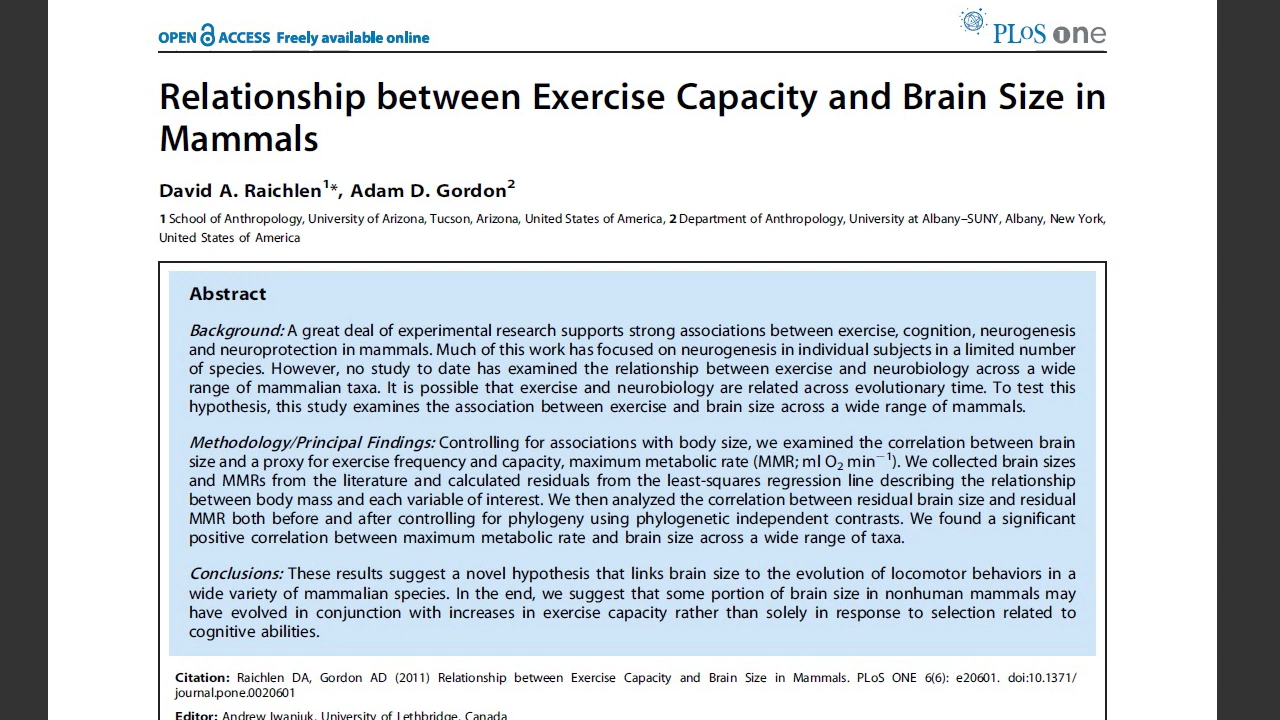 OPEN ACCESS Freely available online
PLoS one
Relationship between Exercise Capacity and Brain Size in
Mammals
David A. Raichlen1*, Adam D. Gordon2
1 School of Anthropology, University of Arizona, Tucson, Arizona, United States of America, 2 Department of Anthropology, University at Albany–SUNY, Albany, New York,
United States of America
Abstract
Background: A great deal of experimental research supports strong associations between exercise, cognition, neurogenesis
and neuroprotection in mammals. Much of this work has focused on neurogenesis in individual subjects in a limited number
of species. However, no study to date has examined the relationship between exercise and neurobiology across a wide
range of mammalian taxa. It is possible that exercise and neurobiology are related across evolutionary time. To test this
hypothesis, this study examines the association between exercise and brain size across a wide range of mammals.
Methodology/Principal Findings: Controlling for associations with body size, we examined the correlation between brain
size and a proxy for exercise frequency and capacity, maximum metabolic rate (MMR; ml O2 min−1). We collected brain sizes
and MMRs from the literature and calculated residuals from the least-squares regression line describing the relationship
between body mass and each variable of interest. We then analyzed the correlation between residual brain size and residual
MMR both before and after controlling for phylogeny using phylogenetic independent contrasts. We found a significant
positive correlation between maximum metabolic rate and brain size across a wide range of taxa.
Conclusions: These results suggest a novel hypothesis that links brain size to the evolution of locomotor behaviors in a
wide variety of mammalian species. In the end, we suggest that some portion of brain size in nonhuman mammals may
have evolved in conjunction with increases in exercise capacity rather than solely in response to selection related to
cognitive abilities.
Citation: Raichlen DA, Gordon AD (2011) Relationship between Exercise Capacity and Brain Size in Mammals. PLoS ONE 6(6): e20601. doi:10.1371/
journal.pone.0020601
Editor: Andrew Iwaniuk, University of Lethbridge, Canada